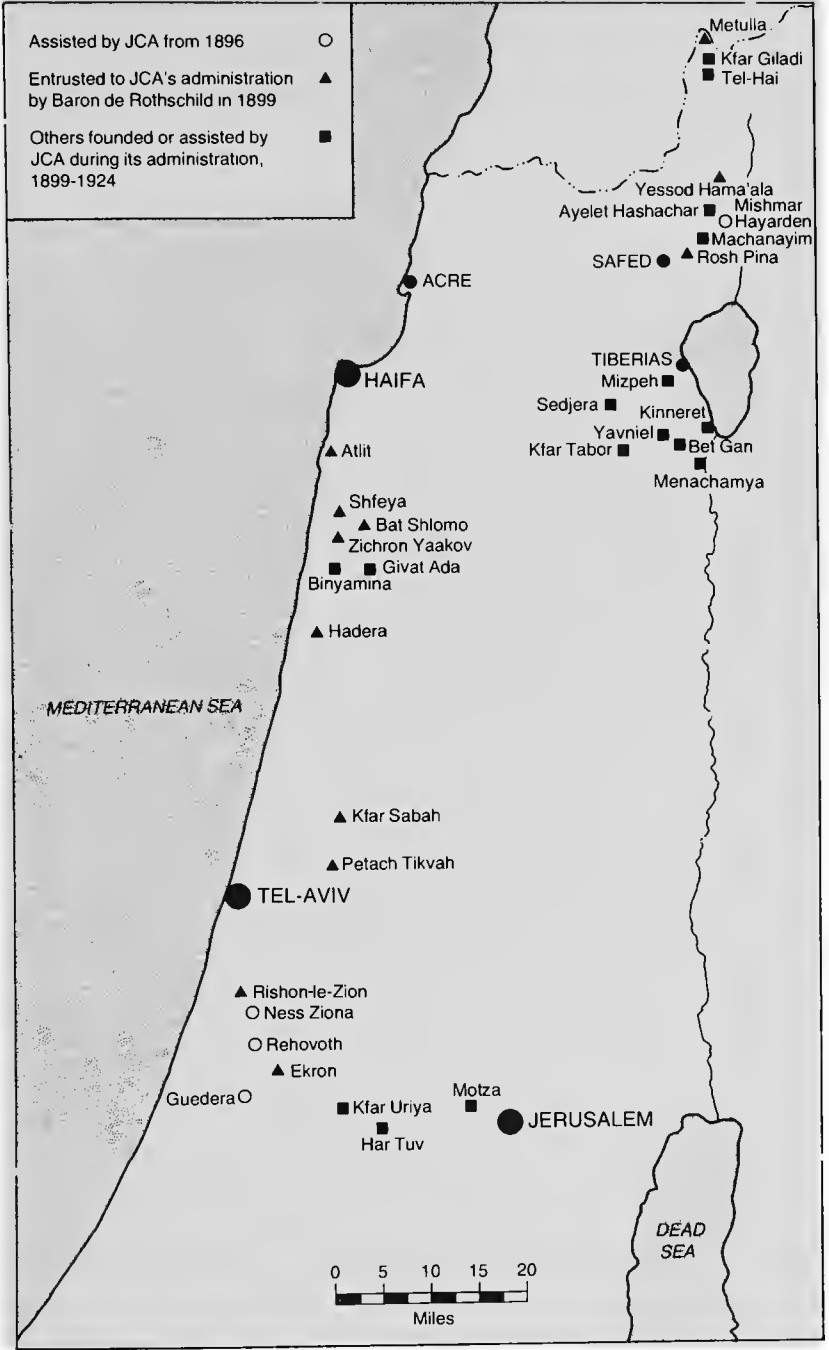 Assisted by JCA from 1896
Entrusted to JCA's administration
by Baron de Rothschild in 1899
Others founded or assisted by
JCA during its administration,
1899-1924
Metulla
Kfar Giladi
Tel-Hai
Yessod Hama'ala
Ayelet Hashachar
Mishmar
Hayarden
Machanayim
SAFED
Rosh Pina
ACRE
HAIFA
TIBERIAS
Mizpeh
Sedjera
Kinneret
Yavniel
Kfar Tabor
Bet Gan
Menachamya
Atlit
Shfeya
Bat Shlomo
Zichron Yaakov
Binyamina
Givat Ada
Hadera
MEDITERRANEAN SEA
Kfar Sabah
Petach Tikvah
TEL-AVIV
Rishon-le-Zion
Ness Ziona
Rehovoth
Ekron
Guedera
Kfar Uriya
Motza
JERUSALEM
Har Tuv
DEAD
SEA
0 5 10 15 20
Miles